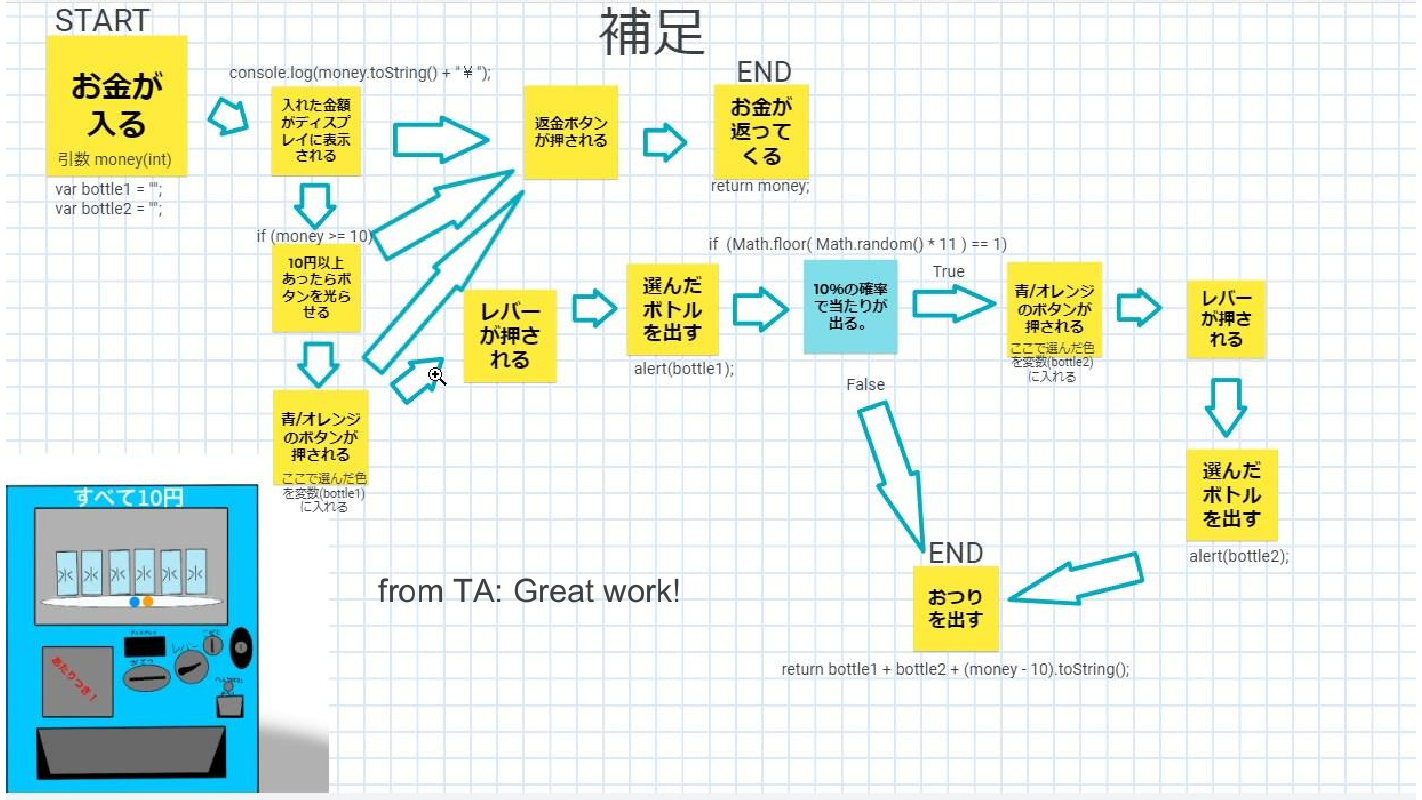 START
補足
お金が
入る
引数 money(int)
var bottle1 = "";
var bottle2 = "";
console.log(money.toString() + "￥");
入れた金額
がディスプ
レイに表示
される
返金ボタン
が押される
END
お金が
返って
くる
return money;
if (money >= 10)
10円以上
あったらボ
タンを光ら
せる
青/オレンジ
のボタンが
押される
ここで選んだ色
を変数(bottle1)
に入れる
レバー
が押さ
れる
選んだ
ボトル
を出す
alert(bottle1);
if (Math.floor( Math.random() * 11 ) == 1)
10%の確率
で当たりが
出る。
True
青/オレンジ
のボタンが
押される
ここで選んだ色
を変数(bottle2)
に入れる
レバー
が押さ
れる
選んだ
ボトル
を出す
alert(bottle2);
False
END
おつり
を出す
return bottle1 + bottle2 + (money - 10).toString();
from TA: Great work!
すべて10円
水 水 水 水 水 水
レバー
あたりつき！